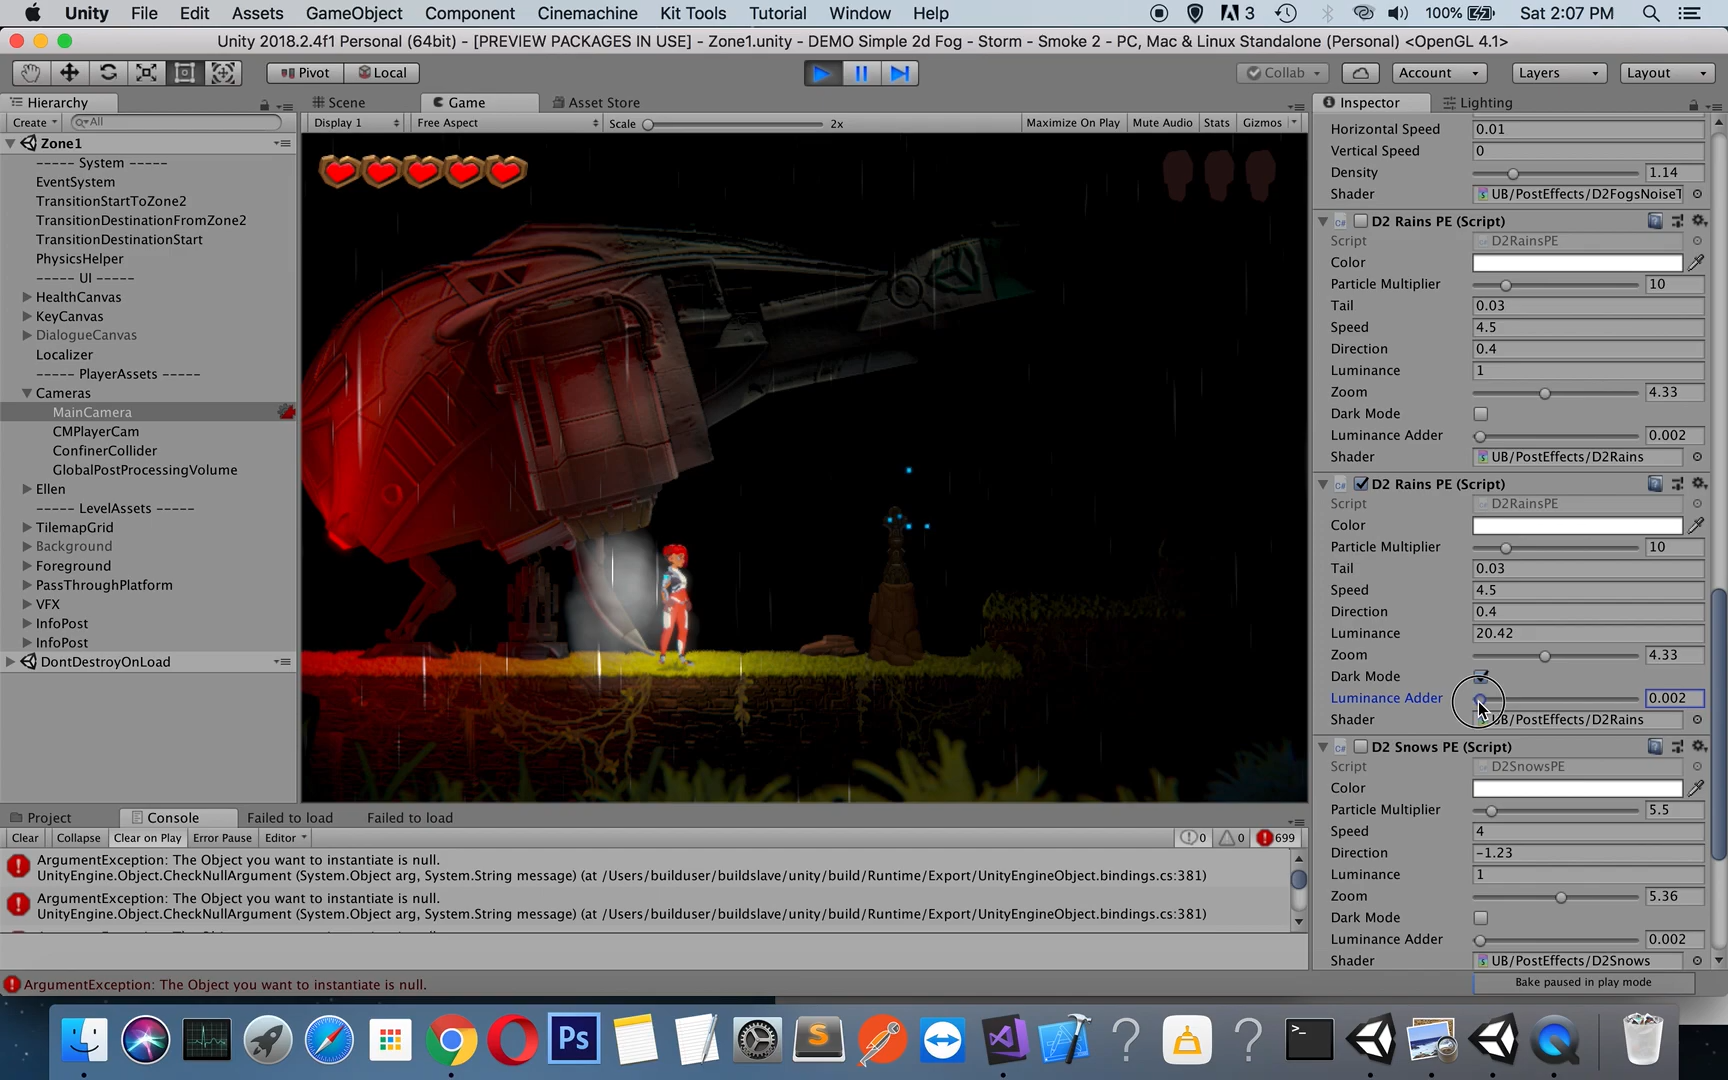 Unity File Edit Assets GameObject Component Cinemachine Kit Tools Tutorial Window Help 3 100% Sat 2:07 PM
Unity 2018.2.4f1 Personal (64bit) - [PREVIEW PACKAGES IN USE] - Zone1.unity - DEMO Simple 2d Fog - Storm - Smoke 2 - PC, Mac & Linux Standalone (Personal) <OpenGL 4.1>
Pivot Local Collab Account Layers Layout
Hierarchy Scene Game Asset Store Inspector Lighting
Create All Display 1 Free Aspect Scale 2x Maximize On Play Mute Audio Stats Gizmos
Zone1
----- System -----
EventSystem
TransitionStartToZone2
TransitionDestinationFromZone2
TransitionDestinationStart
PhysicsHelper
----- UI -----
HealthCanvas
KeyCanvas
DialogueCanvas
Localizer
----- PlayerAssets -----
Cameras
MainCamera
CMPlayerCam
ConfinerCollider
GlobalPostProcessingVolume
Ellen
----- LevelAssets -----
TilemapGrid
Background
Foreground
PassThroughPlatform
VFX
InfoPost
InfoPost
DontDestroyOnLoad
Horizontal Speed 0.01
Vertical Speed 0
Density 1.14
Shader UB/PostEffects/D2FogsNoiseT
D2 Rains PE (Script)
Script D2RainsPE
Color
Particle Multiplier 10
Tail 0.03
Speed 4.5
Direction 0.4
Luminance 1
Zoom 4.33
Dark Mode
Luminance Adder 0.002
Shader UB/PostEffects/D2Rains
D2 Rains PE (Script)
Script D2RainsPE
Color
Particle Multiplier 10
Tail 0.03
Speed 4.5
Direction 0.4
Luminance 20.42
Zoom 4.33
Dark Mode
Luminance Adder 0.002
Shader UB/PostEffects/D2Rains
D2 Snows PE (Script)
Script D2SnowsPE
Color
Particle Multiplier 5.5
Speed 4
Direction -1.23
Luminance 1
Zoom 5.36
Dark Mode
Luminance Adder 0.002
Shader UB/PostEffects/D2Snows
Bake paused in play mode
Project Console Failed to load Failed to load
Clear Collapse Clear on Play Error Pause Editor 0 0 699
ArgumentException: The Object you want to instantiate is null.
UnityEngine.Object.CheckNullArgument (System.Object arg, System.String message) (at /Users/builduser/buildslave/unity/build/Runtime/Export/UnityEngineObject.bindings.cs:381)
ArgumentException: The Object you want to instantiate is null.
UnityEngine.Object.CheckNullArgument (System.Object arg, System.String message) (at /Users/builduser/buildslave/unity/build/Runtime/Export/UnityEngineObject.bindings.cs:381)
ArgumentException: The Object you want to instantiate is null.
Ps